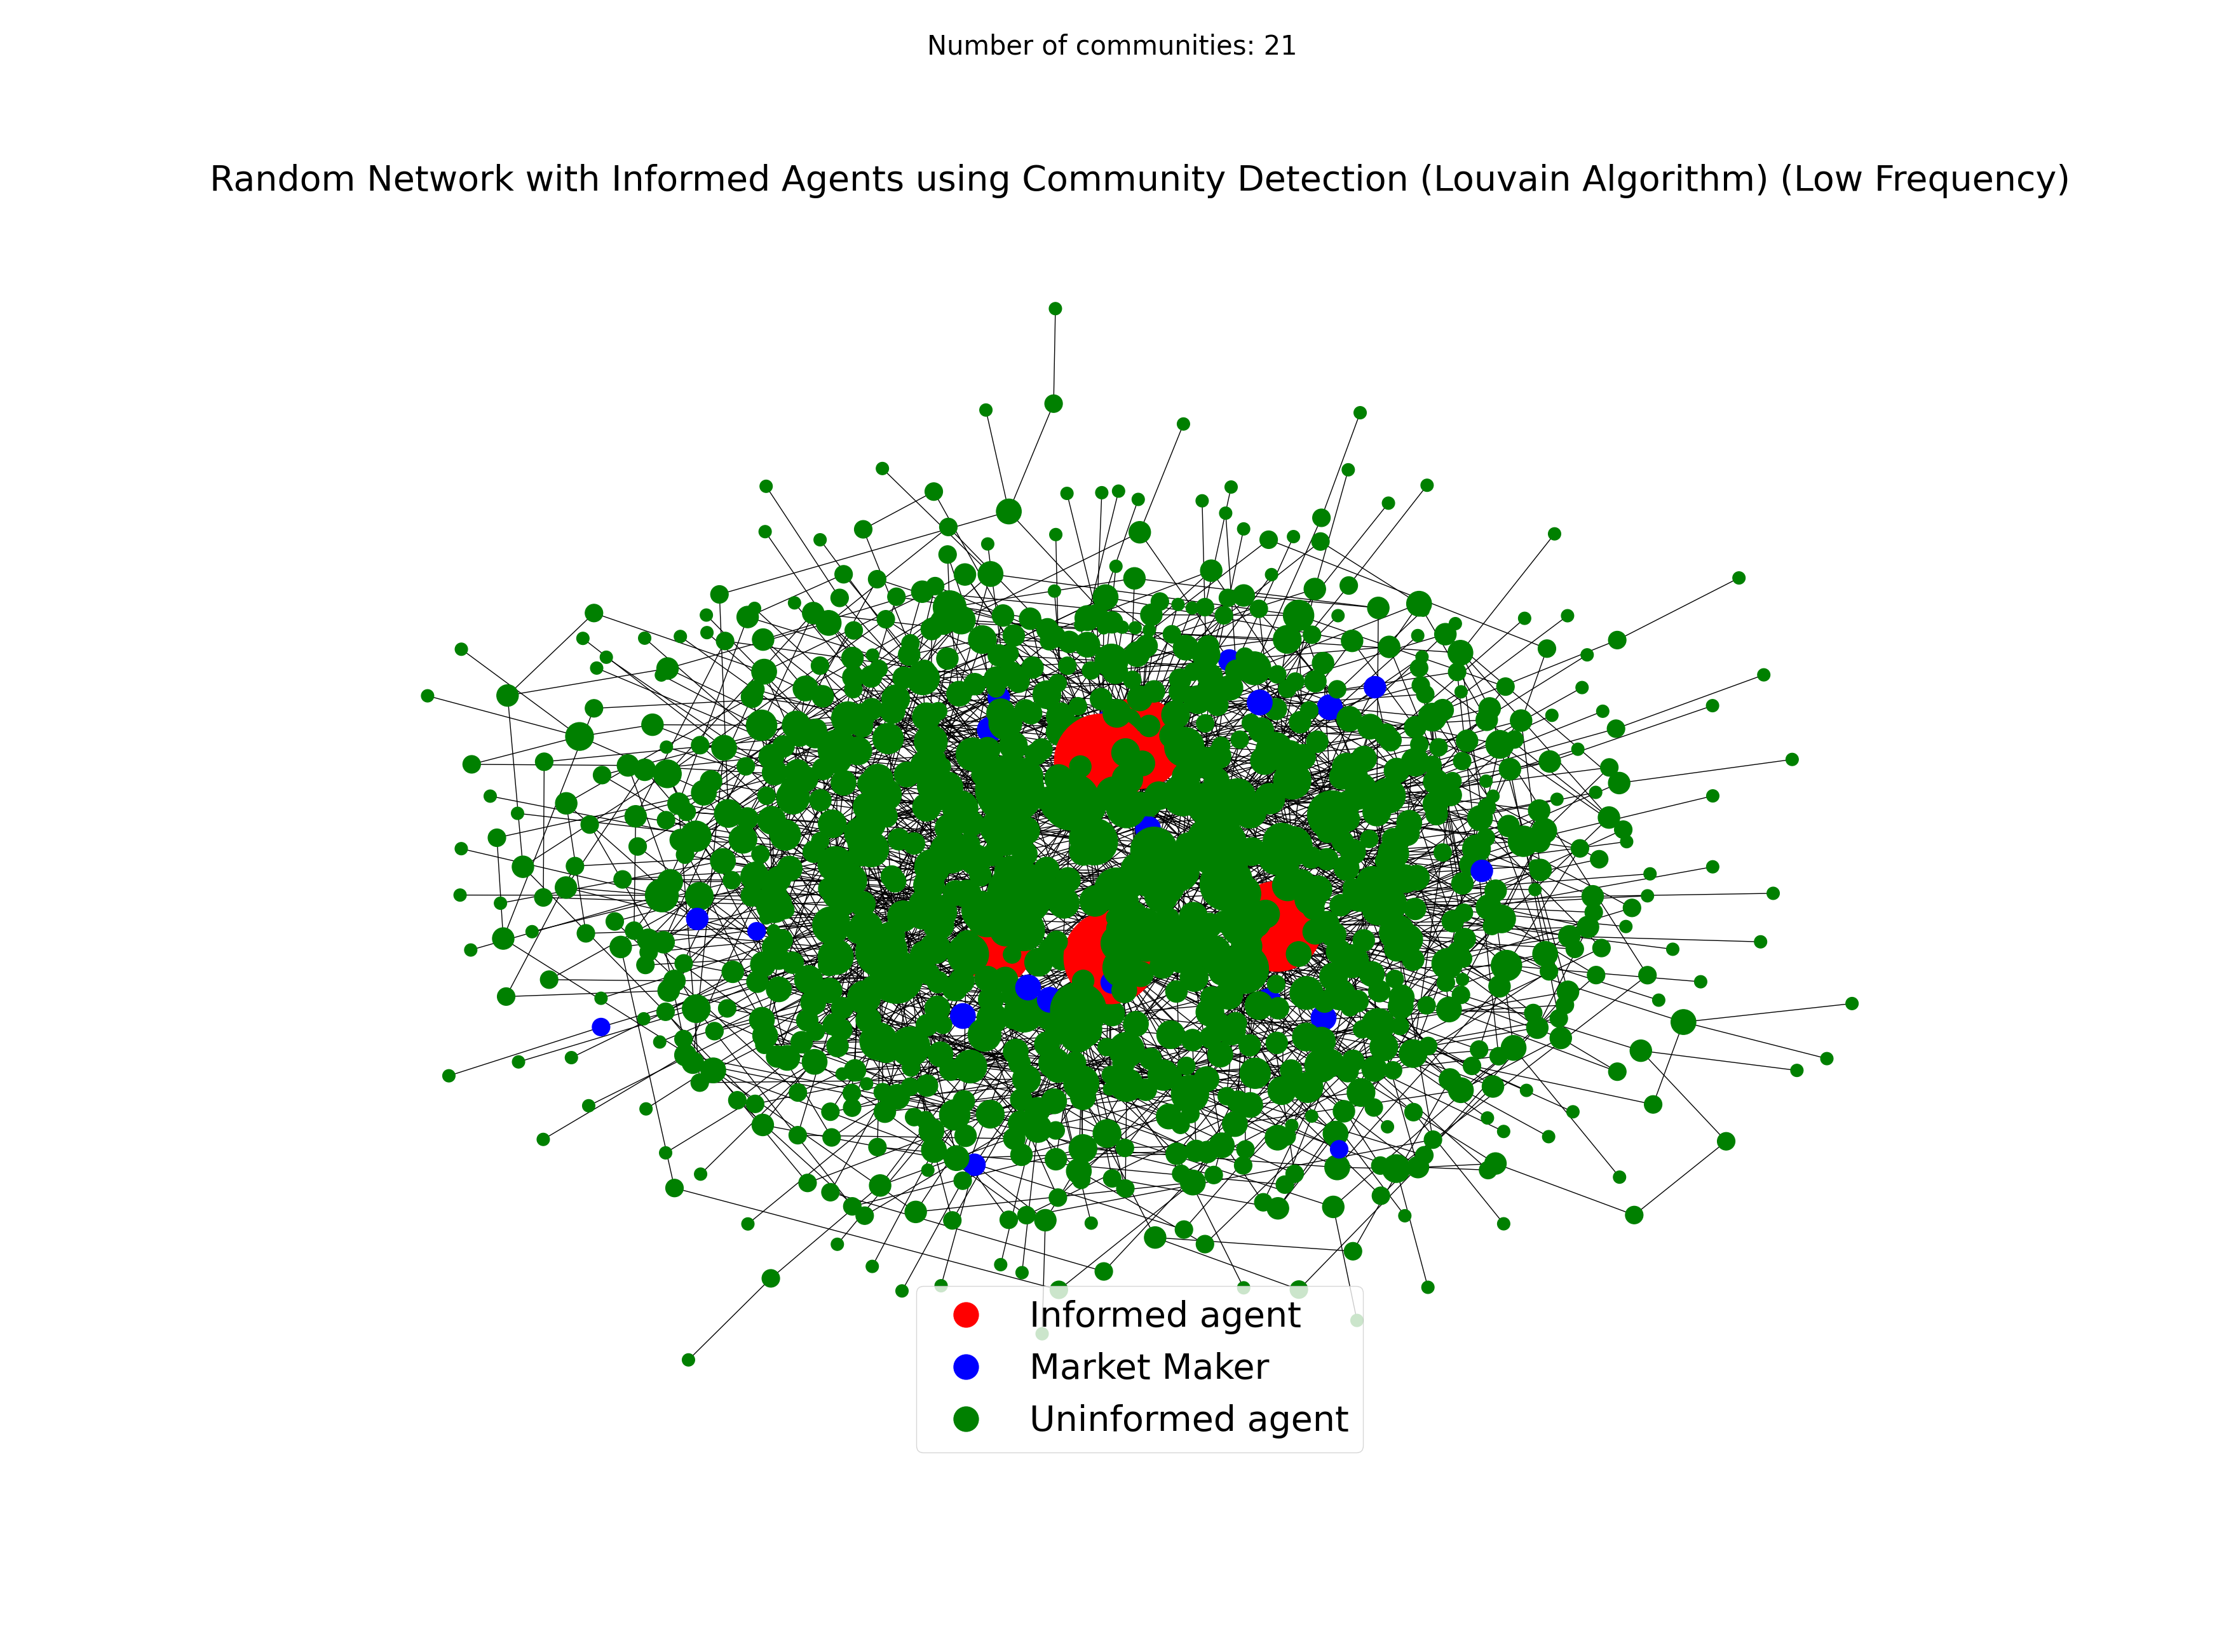 Number of communities: 21
Random Network with Informed Agents using Community Detection (Louvain Algorithm) (Low Frequency)
Informed agent
Market Maker
Uninformed agent